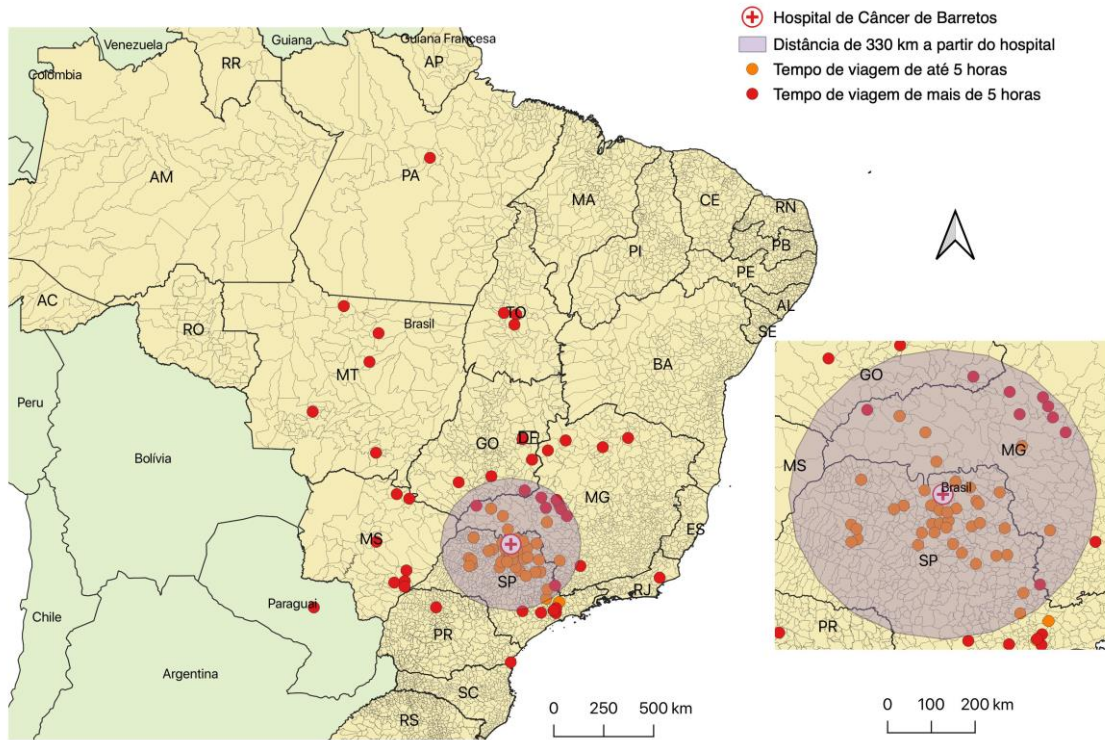 Hospital de Câncer de Barretos
Distância de 330 km a partir do hospital
Tempo de viagem de até 5 horas
Tempo de viagem de mais de 5 horas
Venezuela
Guiana
Guiana Francesa
Colômbia
RR
AP
AM
PA
MA
CE
RN
PB
PI
PE
AL
SE
AC
RO
TO
Brasil
MT
BA
Peru
Bolívia
GO
DF
MG
ES
MS
SP
RJ
Paraguai
Chile
PR
Argentina
SC
RS
0 250 500 km
GO
MS
MG
Brasil
SP
PR
0 100 200 km